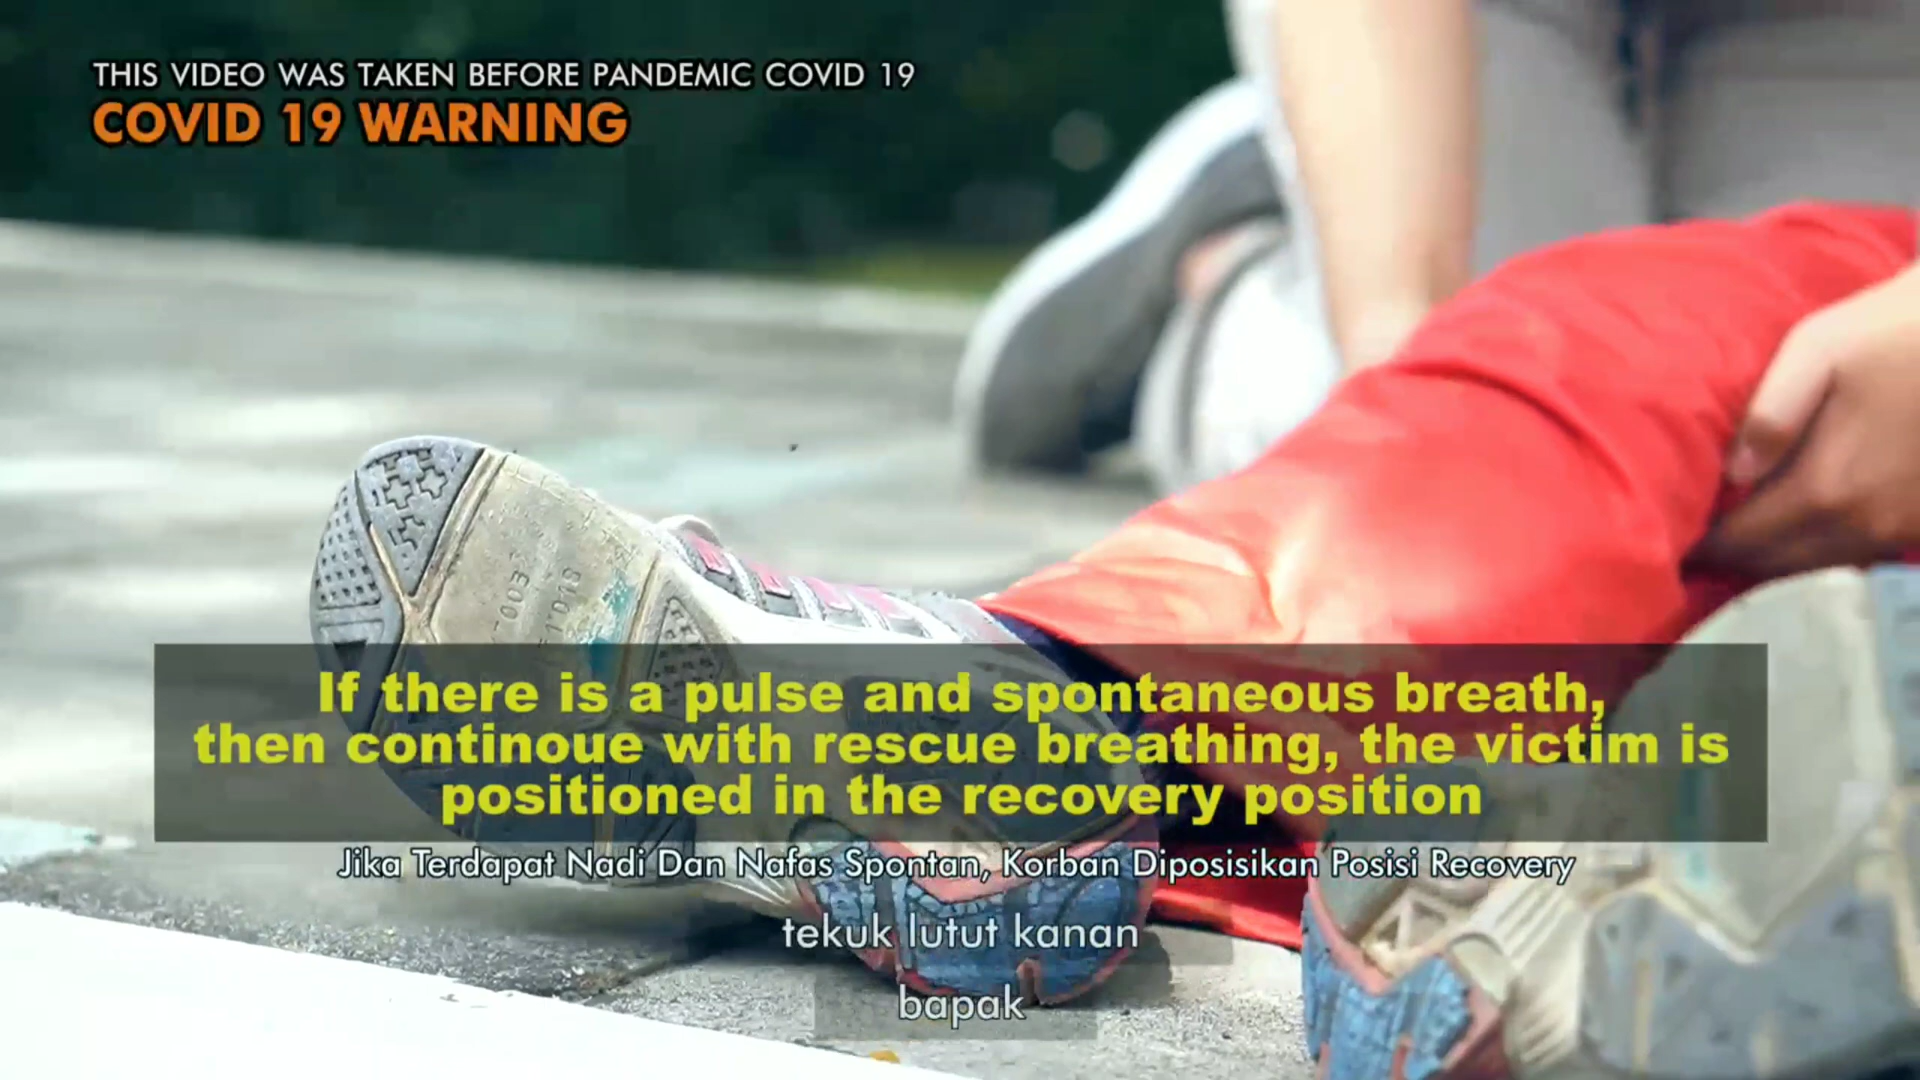 THIS VIDEO WAS TAKEN BEFORE PANDEMIC COVID 19
COVID 19 WARNING
If there is a pulse and spontaneous breath,
then continoue with rescue breathing, the victim is
positioned in the recovery position
Jika Terdapat Nadi Dan Nafas Spontan, Korban Diposisikan Posisi Recovery
tekuk lutut kanan
bapak